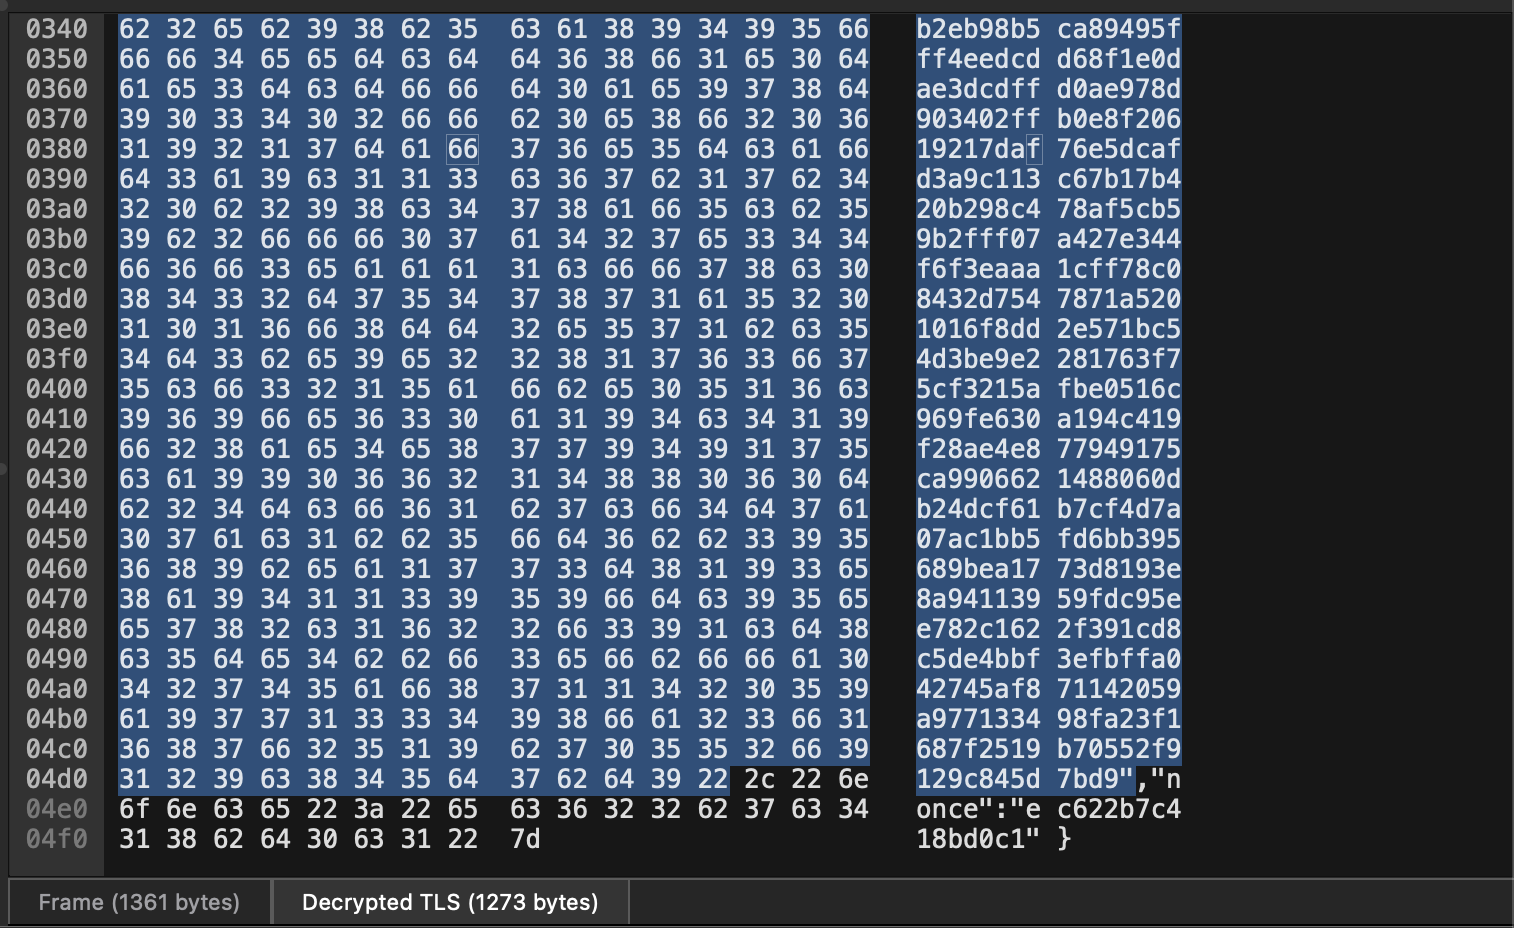 0340 62 32 65 62 39 38 62 35 63 61 38 39 34 39 35 66 b2eb98b5 ca89495f
0350 66 66 34 65 65 64 63 64 64 36 38 66 31 65 30 64 ff4eedcd d68f1e0d
0360 61 65 33 64 63 64 66 66 64 30 61 65 39 37 38 64 ae3dcdff d0ae978d
0370 39 30 33 34 30 32 66 66 62 30 65 38 66 32 30 36 903402ff b0e8f206
0380 31 39 32 31 37 64 61 66 37 36 65 35 64 63 61 66 19217daf 76e5dcaf
0390 64 33 61 39 63 31 31 33 63 36 37 62 31 37 62 34 d3a9c113 c67b17b4
03a0 32 30 62 32 39 38 63 34 37 38 61 66 35 63 62 35 20b298c4 78af5cb5
03b0 39 62 32 66 66 66 30 37 61 34 32 37 65 33 34 34 9b2fff07 a427e344
03c0 66 36 66 33 65 61 61 61 31 63 66 66 37 38 63 30 f6f3eaaa 1cff78c0
03d0 38 34 33 32 64 37 35 34 37 38 37 31 61 35 32 30 8432d754 7871a520
03e0 31 30 31 36 66 38 64 64 32 65 35 37 31 62 63 35 1016f8dd 2e571bc5
03f0 34 64 33 62 65 39 65 32 32 38 31 37 36 33 66 37 4d3be9e2 281763f7
0400 35 63 66 33 32 31 35 61 66 62 65 30 35 31 36 63 5cf3215a fbe0516c
0410 39 36 39 66 65 36 33 30 61 31 39 34 63 34 31 39 969fe630 a194c419
0420 66 32 38 61 65 34 65 38 37 37 39 34 39 31 37 35 f28ae4e8 77949175
0430 63 61 39 39 30 36 36 32 31 34 38 38 30 36 30 64 ca990662 1488060d
0440 62 32 34 64 63 66 36 31 62 37 63 66 34 64 37 61 b24dcf61 b7cf4d7a
0450 30 37 61 63 31 62 62 35 66 64 36 62 62 33 39 35 07ac1bb5 fd6bb395
0460 36 38 39 62 65 61 31 37 37 33 64 38 31 39 33 65 689bea17 73d8193e
0470 38 61 39 34 31 31 33 39 35 39 66 64 63 39 35 65 8a941139 59fdc95e
0480 65 37 38 32 63 31 36 32 32 66 33 39 31 63 64 38 e782c162 2f391cd8
0490 63 35 64 65 34 62 62 66 33 65 66 62 66 66 61 30 c5de4bbf 3efbffa0
04a0 34 32 37 34 35 61 66 38 37 31 31 34 32 30 35 39 42745af8 71142059
04b0 61 39 37 37 31 33 33 34 39 38 66 61 32 33 66 31 a9771334 98fa23f1
04c0 36 38 37 66 32 35 31 39 62 37 30 35 35 32 66 39 687f2519 b70552f9
04d0 31 32 39 63 38 34 35 64 37 62 64 39 22 2c 22 6e 129c845d 7bd9","n
04e0 6f 6e 63 65 22 3a 22 65 63 36 32 32 62 37 63 34 once":"e c622b7c4
04f0 31 38 62 64 30 63 31 22 7d 18bd0c1" }
Frame (1361 bytes) Decrypted TLS (1273 bytes)